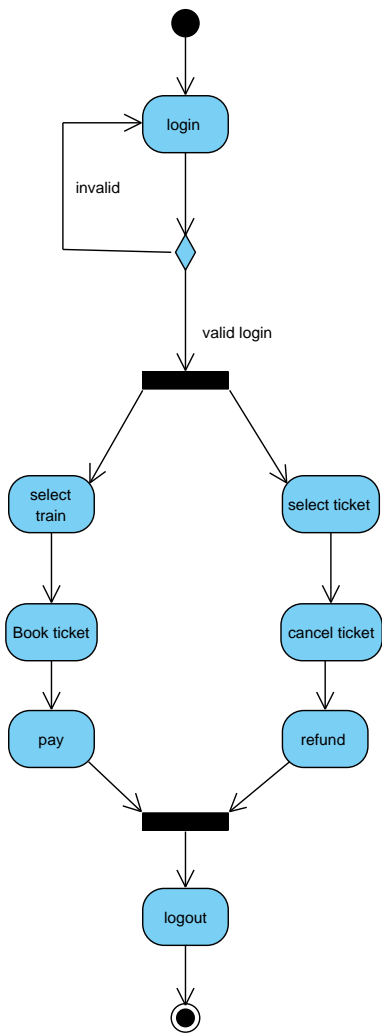 login
invalid
valid login
select
train
select ticket
Book ticket
cancel ticket
pay
refund
logout